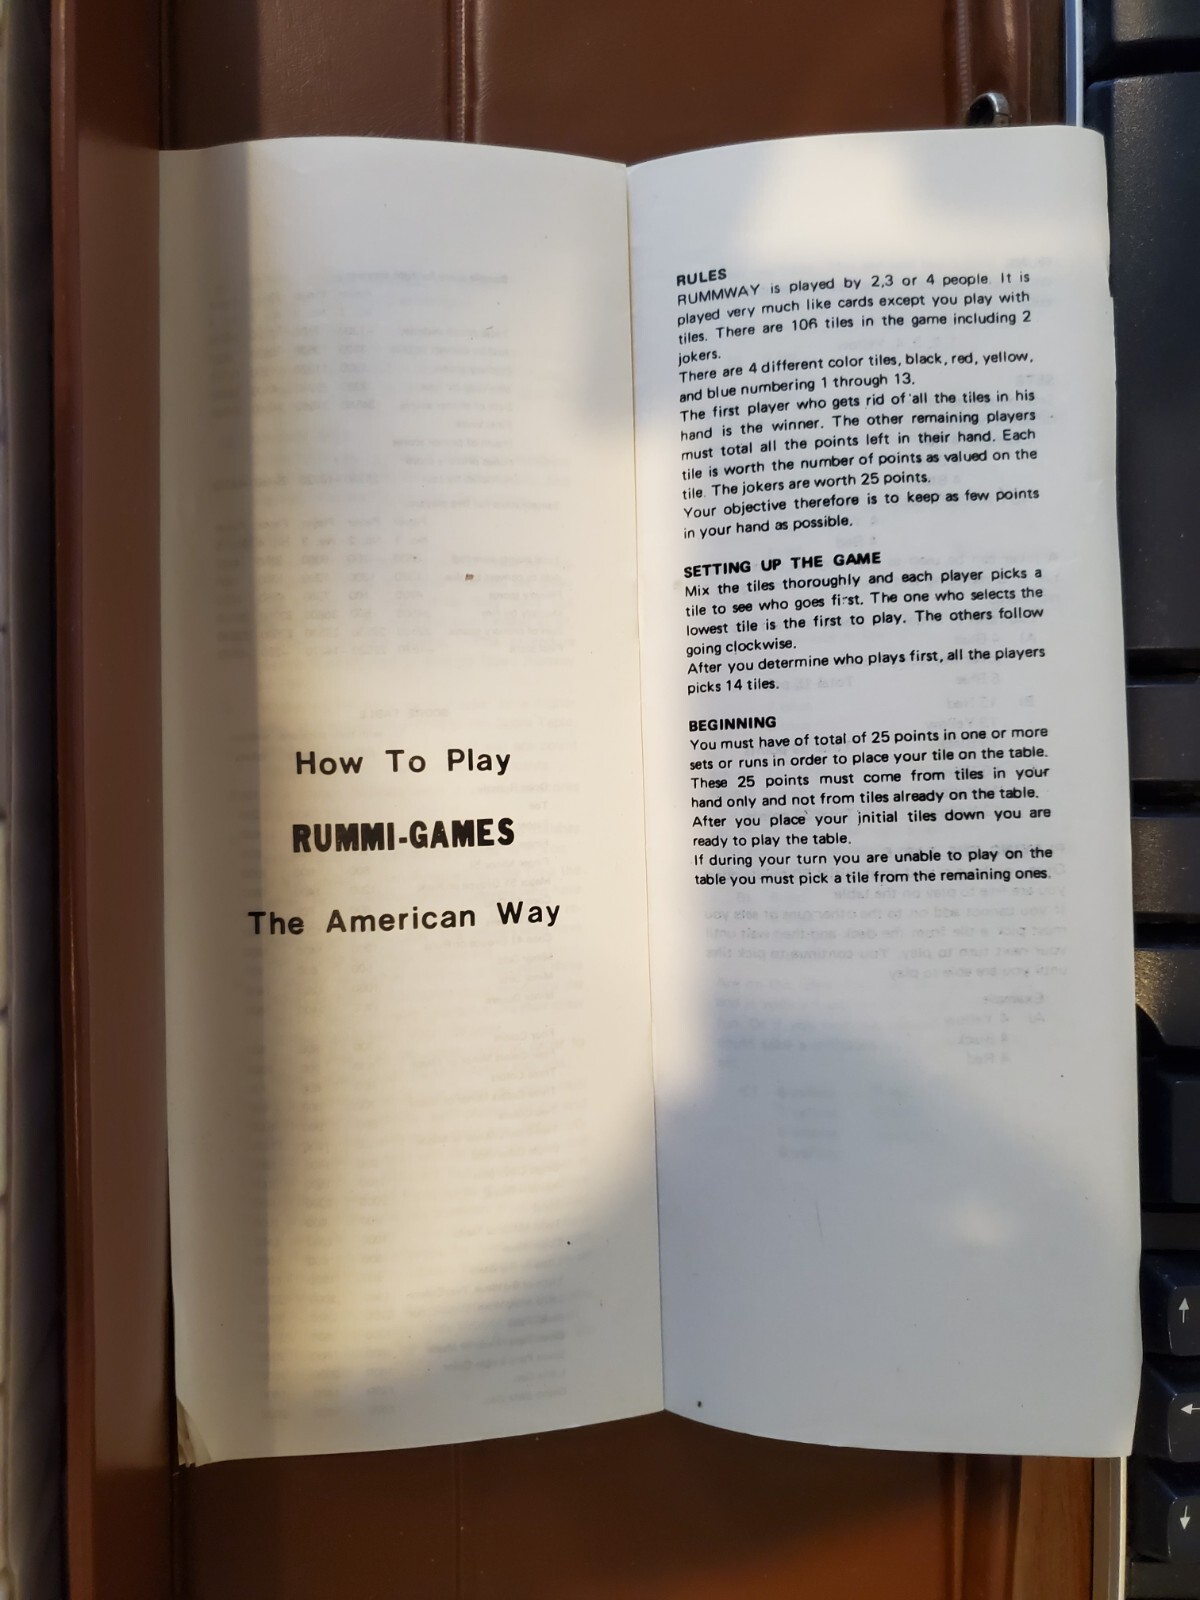 How To Play
RUMMI-GAMES
The American Way
RULES
RUMMWAY is played by 2,3 or 4 people. It is
played very much like cards except you play with
tiles. There are 106 tiles in the game including 2
jokers.
There are 4 different color tiles, black, red, yellow,
and blue numbering 1 through 13.
The first player who gets rid of all the tiles in his
hand is the winner. The other remaining players
must total all the points left in their hand. Each
tile is worth the number of points as valued on the
tile. The jokers are worth 25 points.
Your objective therefore is to keep as few points
in your hand as possible.
SETTING UP THE GAME
Mix the tiles thoroughly and each player picks a
tile to see who goes first. The one who selects the
lowest tile is the first to play. The others follow
going clockwise.
After you determine who plays first, all the players
picks 14 tiles.
BEGINNING
You must have of total of 25 points in one or more
sets or runs in order to place your tile on the table.
These 25 points must come from tiles in your
hand only and not from tiles already on the table.
After you place your initial tiles down you are
ready to play the table.
If during your turn you are unable to play on the
table you must pick a tile from the remaining ones.